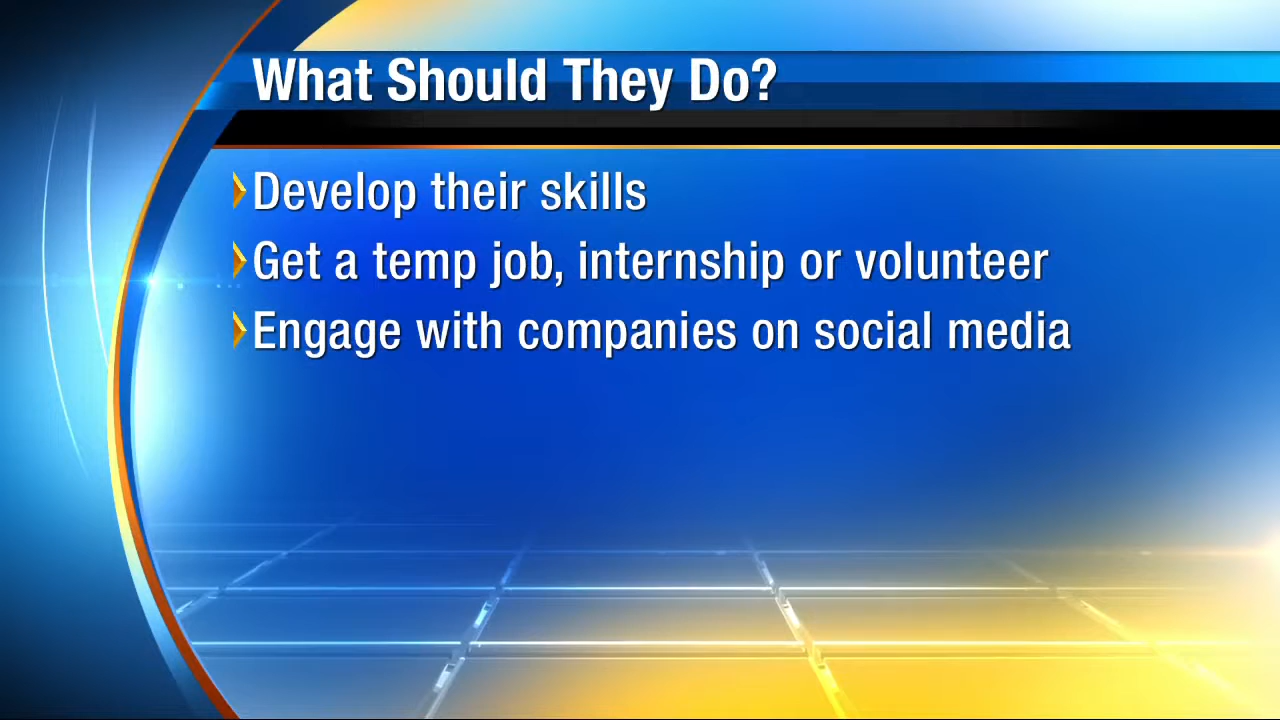 What Should They Do?
Develop their skills
Get a temp job, internship or volunteer
Engage with companies on social media